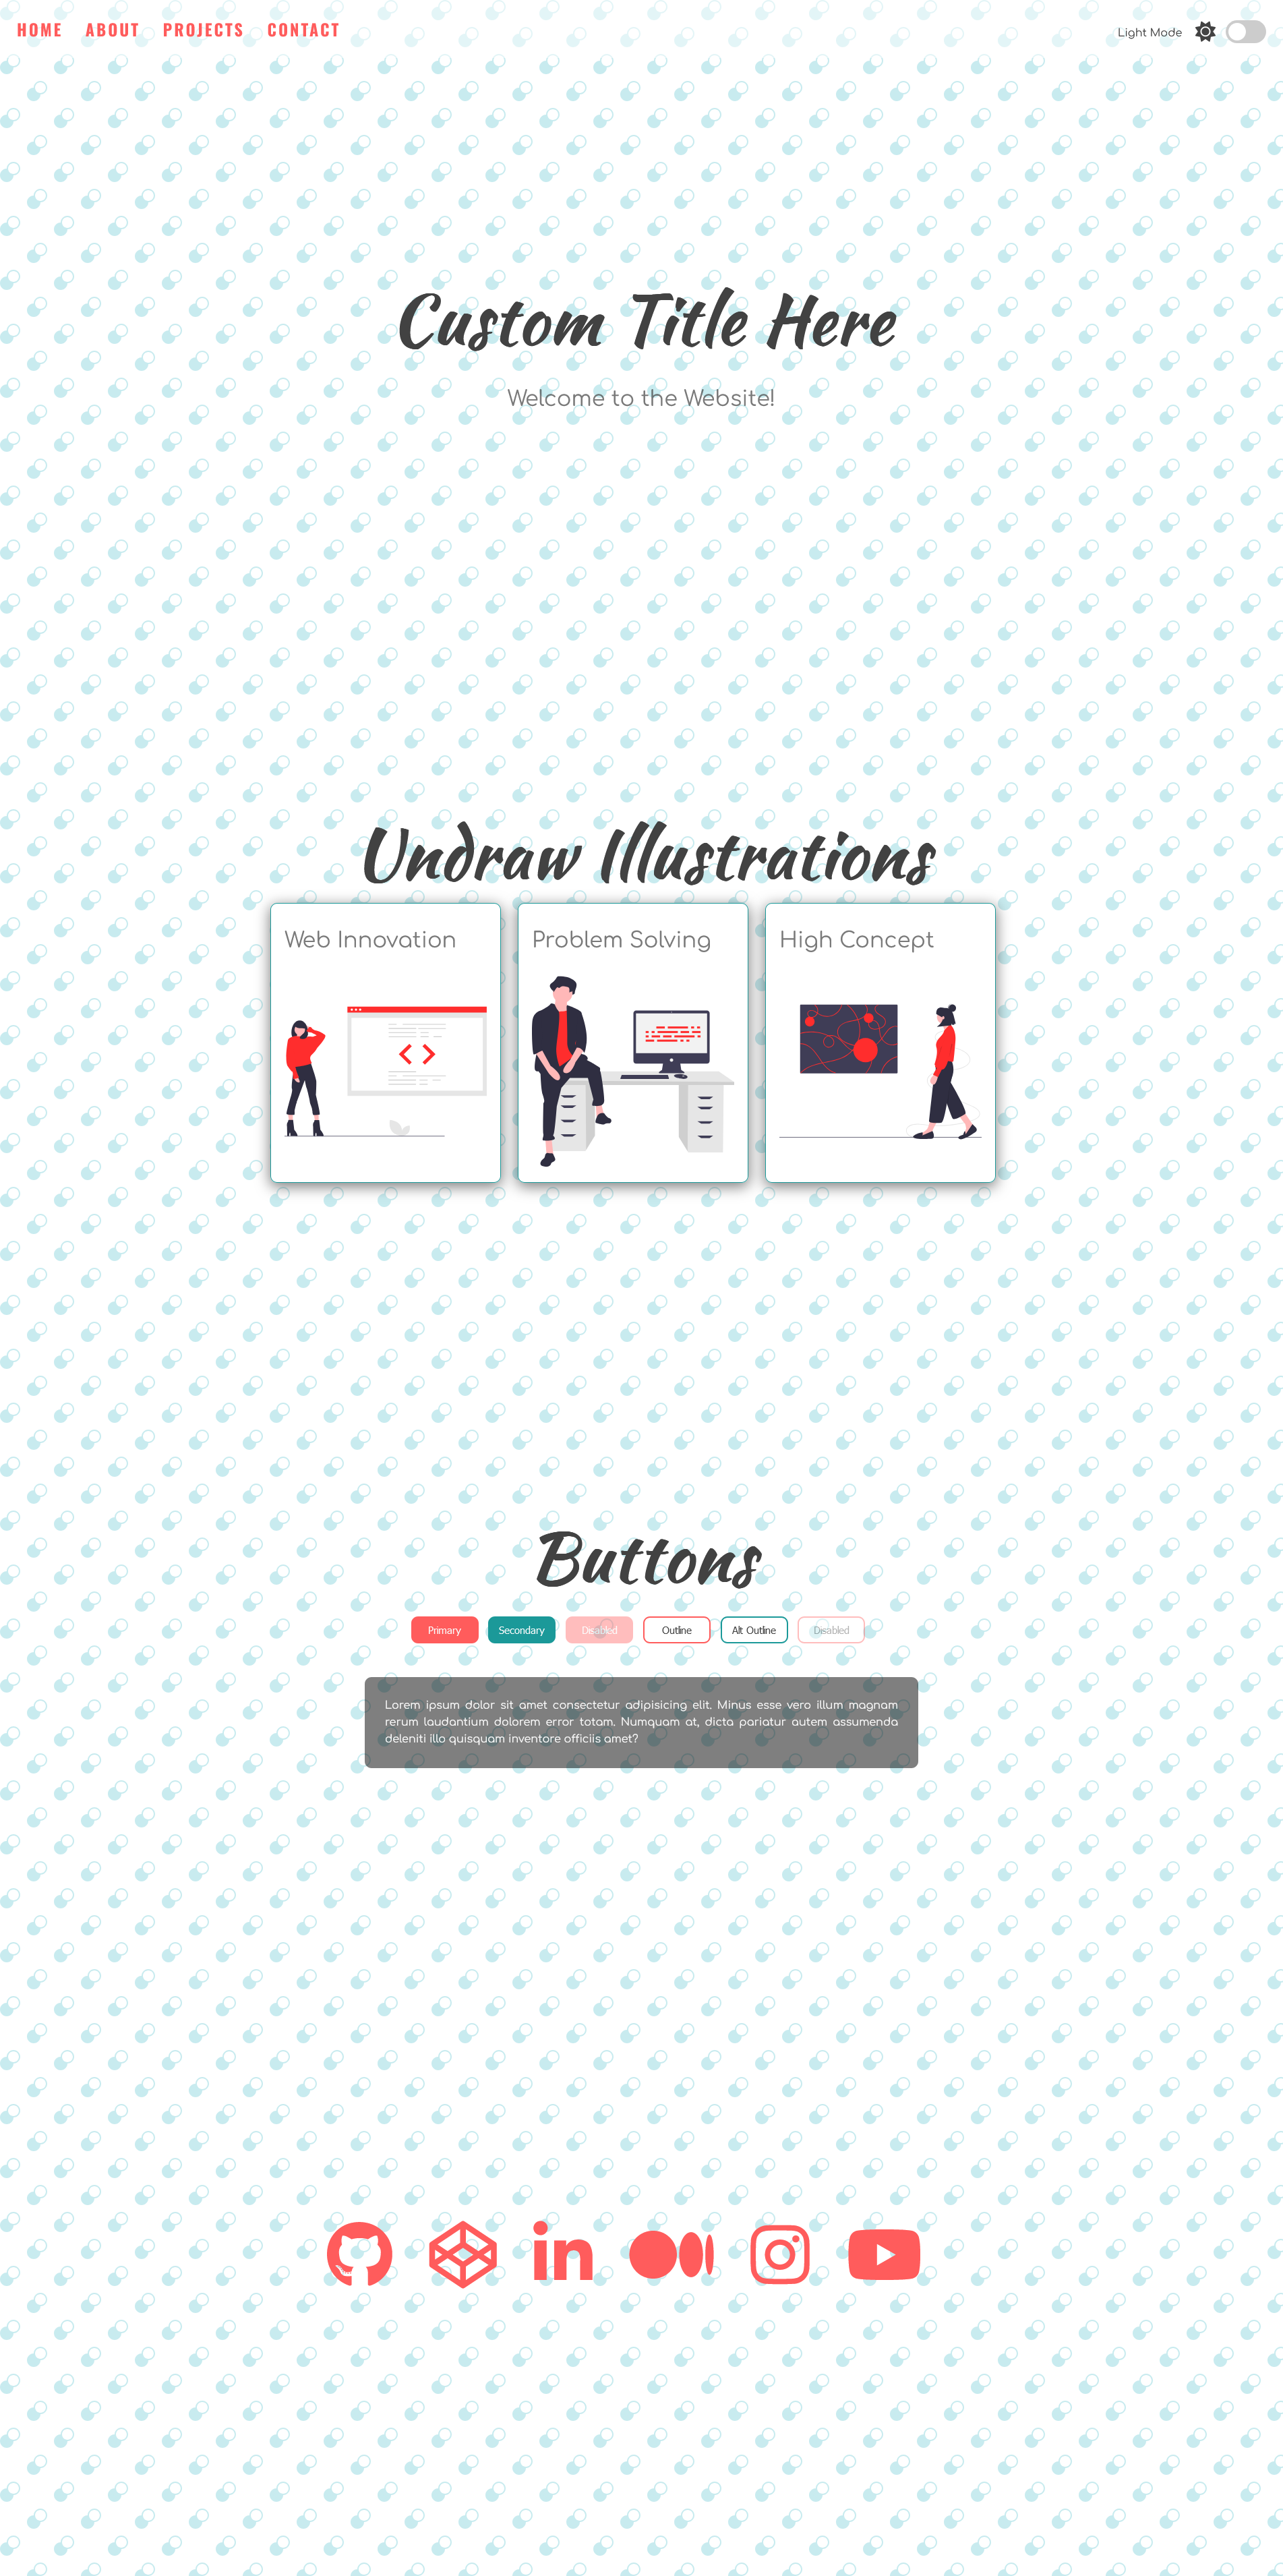 HOME ABOUT PROJECTS CONTACT Light Mode
Custom Title Here
Welcome to the Website!
Undraw Illustrations
Web Innovation
Problem Solving
High Concept
Buttons
Primary Secondary Disabled Outline Alt Outline Disabled
Lorem ipsum dolor sit amet consectetur adipisicing elit. Minus esse vero illum magnam
rerum laudantium dolorem error totam. Numquam at, dicta pariatur autem assumenda
deleniti illo quisquam inventore officiis amet?
in